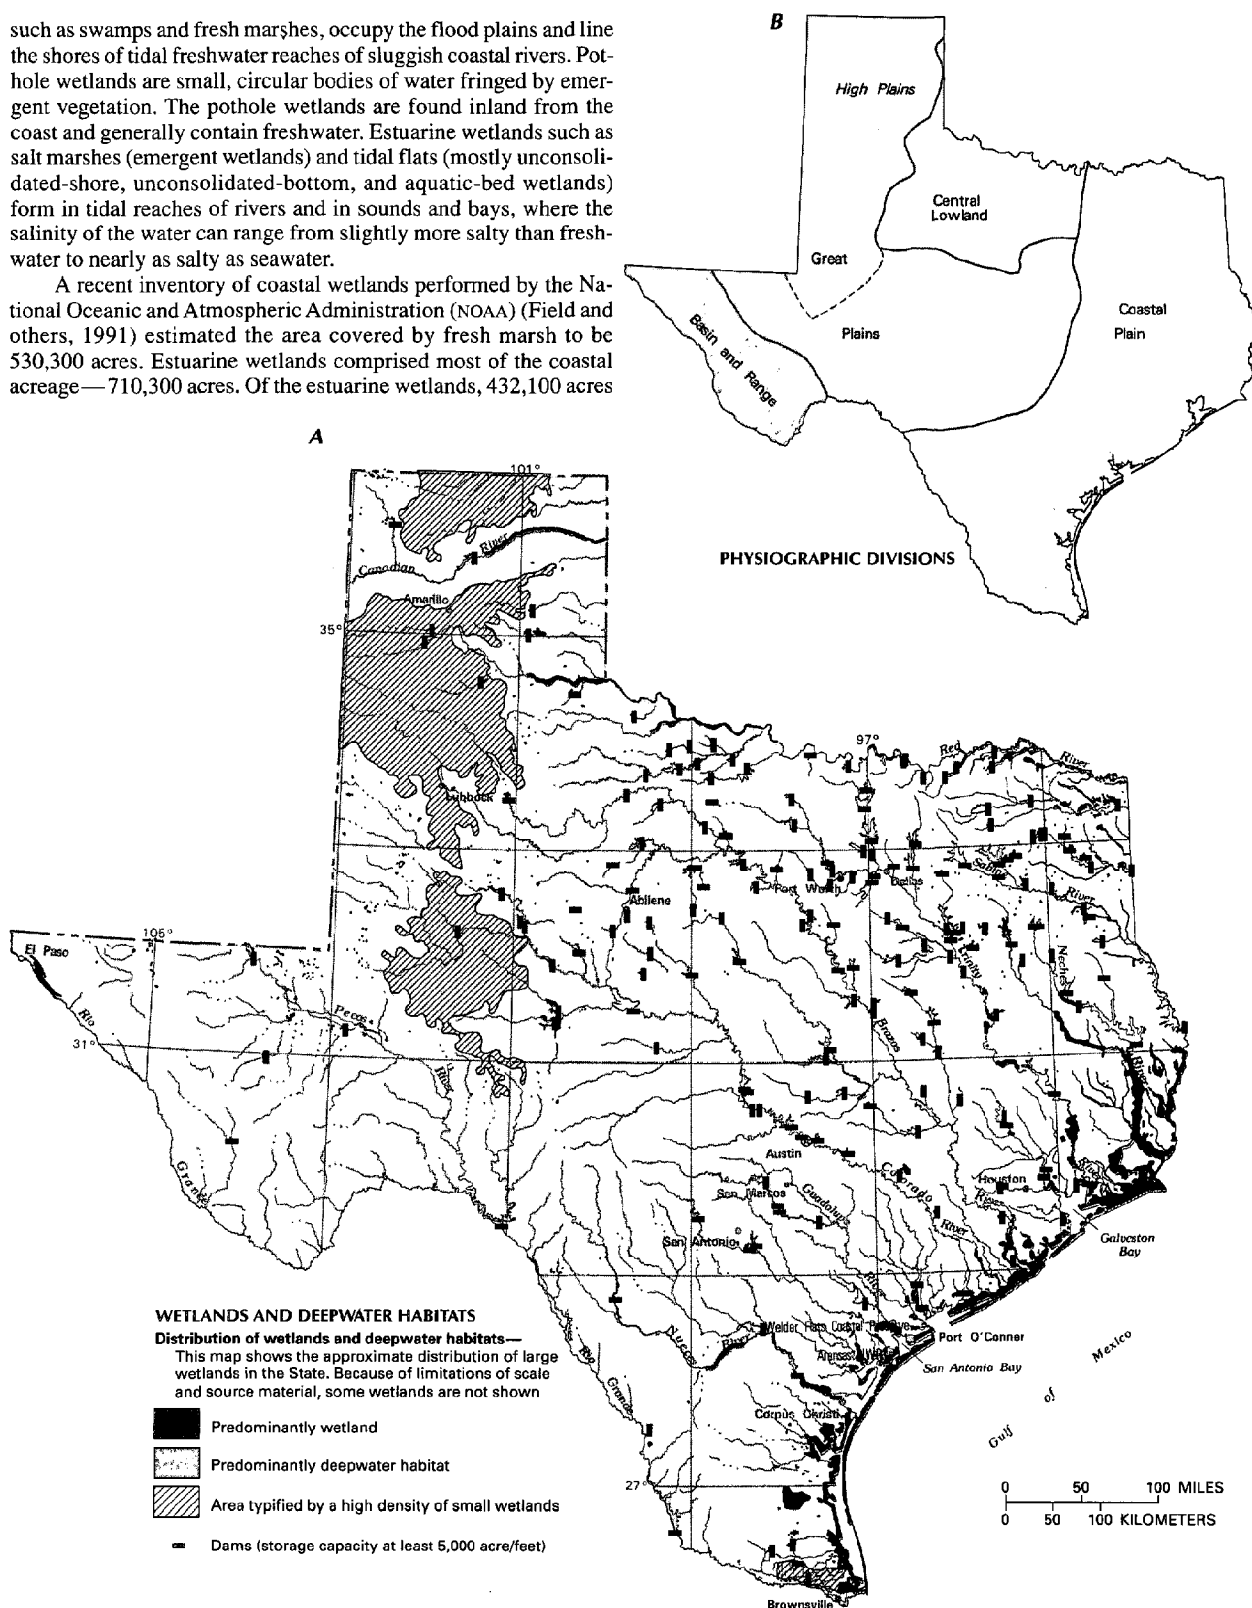 such as swamps and fresh marshes, occupy the flood plains and line
the shores of tidal freshwater reaches of sluggish coastal rivers. Pot-
hole wetlands are small, circular bodies of water fringed by emer-
gent vegetation. The pothole wetlands are found inland from the
coast and generally contain freshwater. Estuarine wetlands such as
salt marshes (emergent wetlands) and tidal flats (mostly unconsoli-
dated-shore, unconsolidated-bottom, and aquatic-bed wetlands)
form in tidal reaches of rivers and in sounds and bays, where the
salinity of the water can range from slightly more salty than fresh-
water to nearly as salty as seawater.
A recent inventory of coastal wetlands performed by the Na-
tional Oceanic and Atmospheric Administration (NOAA) (Field and
others, 1991) estimated the area covered by fresh marsh to be
530,300 acres. Estuarine wetlands comprised most of the coastal
acreage—710,300 acres. Of the estuarine wetlands, 432,100 acres
B
High Plains
Central
Lowland
Great
Plains
Coastal
Plain
Basin and Range
PHYSIOGRAPHIC DIVISIONS
A
101°
Canadian
River
Amarillo
35°
97°
Red
River
Lubbock
Fort Worth
Dallas
Sabine
River
Abilene
105°
El Paso
Trinity
Neches
Rio
Pecos
Brazos
31°
River
River
Austin
Grande
Colorado
Houston
River
River
San Marcos
Guadalupe
River
San Antonio
River
Galveston
Bay
WETLANDS AND DEEPWATER HABITATS
Distribution of wetlands and deepwater habitats—
This map shows the approximate distribution of large
wetlands in the State. Because of limitations of scale
and source material, some wetlands are not shown
Predominantly wetland
Predominantly deepwater habitat
Area typified by a high density of small wetlands
Dams (storage capacity at least 5,000 acre/feet)
Nueces
River
Welder Flats Coastal Preserve
Port O'Conner
Aransas NWR
San Antonio Bay
Gulf of Mexico
Rio
Grande
Corpus Christi
27°
0 50 100 MILES
0 50 100 KILOMETERS
Brownsville